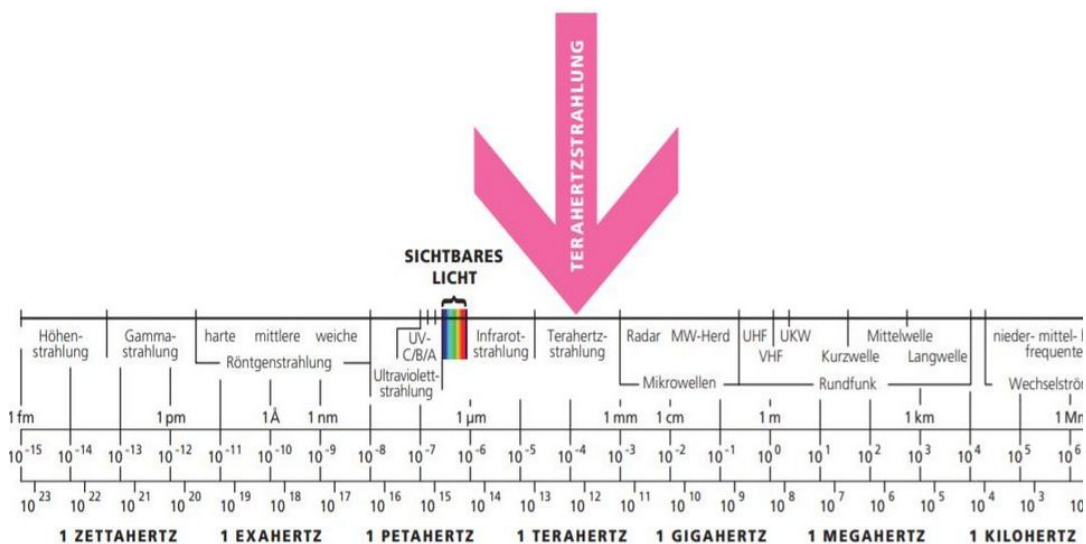 TERAHERTZSTRAHLUNG
SICHTBARES
LICHT
Höhen-
strahlung
Gamma-
strahlung
harte mittlere weiche
Röntgenstrahlung
UV-
C/B/A
Ultraviolett-
strahlung
Infrarot-
strahlung
Terahertz-
strahlung
Radar MW-Herd
Mikrowellen
UHF UKW
VHF
Mittelwelle
Kurzwelle Langwelle
Rundfunk
nieder- mittel-
frequente
Wechselströ
1 fm 1 pm 1 Å 1 nm 1 µm 1 mm 1 cm 1 m 1 km 1 Mm
10⁻¹⁵ 10⁻¹⁴ 10⁻¹³ 10⁻¹² 10⁻¹¹ 10⁻¹⁰ 10⁻⁹ 10⁻⁸ 10⁻⁷ 10⁻⁶ 10⁻⁵ 10⁻⁴ 10⁻³ 10⁻² 10⁻¹ 10⁰ 10¹ 10² 10³ 10⁴ 10⁵ 10⁶
10²³ 10²² 10²¹ 10²⁰ 10¹⁹ 10¹⁸ 10¹⁷ 10¹⁶ 10¹⁵ 10¹⁴ 10¹³ 10¹² 10¹¹ 10¹⁰ 10⁹ 10⁸ 10⁷ 10⁶ 10⁵ 10⁴ 10³
1 ZETTAHERTZ 1 EXAHERTZ 1 PETAHERTZ 1 TERAHERTZ 1 GIGAHERTZ 1 MEGAHERTZ 1 KILOHERTZ